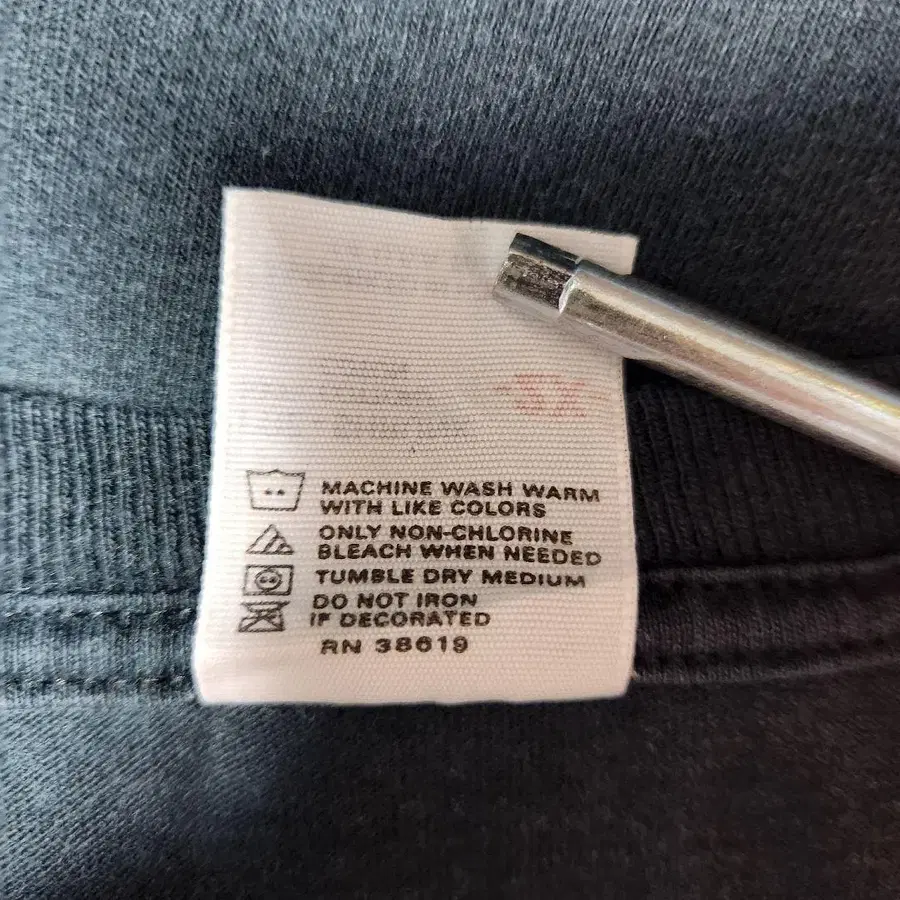 MACHINE WASH WARM
WITH LIKE COLORS
ONLY NON-CHLORINE
BLEACH WHEN NEEDED
TUMBLE DRY MEDIUM
DO NOT IRON
IF DECORATED
RN 38619